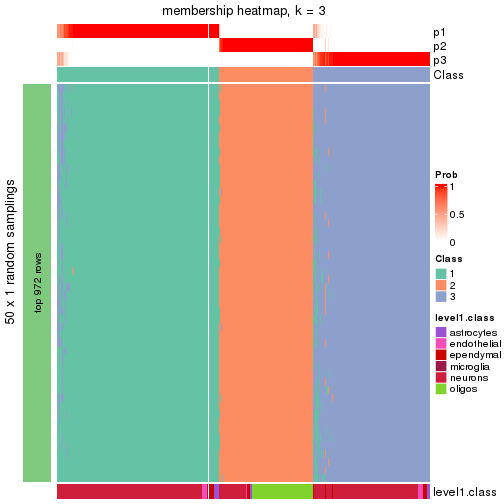 membership heatmap, k = 3
p1
p2
p3
Class
50 x 1 random samplings
top 972 rows
Prob
1
0.5
0
Class
1
2
3
level1.class
astrocytes
endothelial
ependymal
microglia
neurons
oligos
level1.class